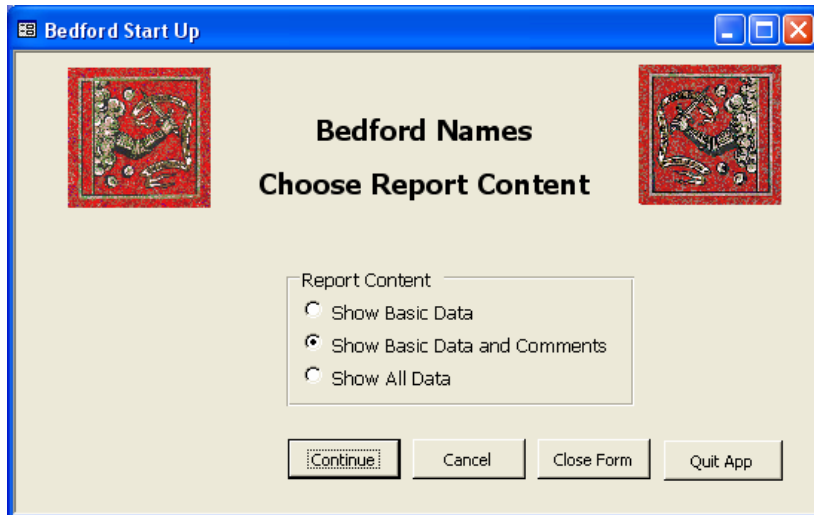 Bedford Start Up
Bedford Names
Choose Report Content
Report Content
Show Basic Data
Show Basic Data and Comments
Show All Data
Continue Cancel Close Form Quit App